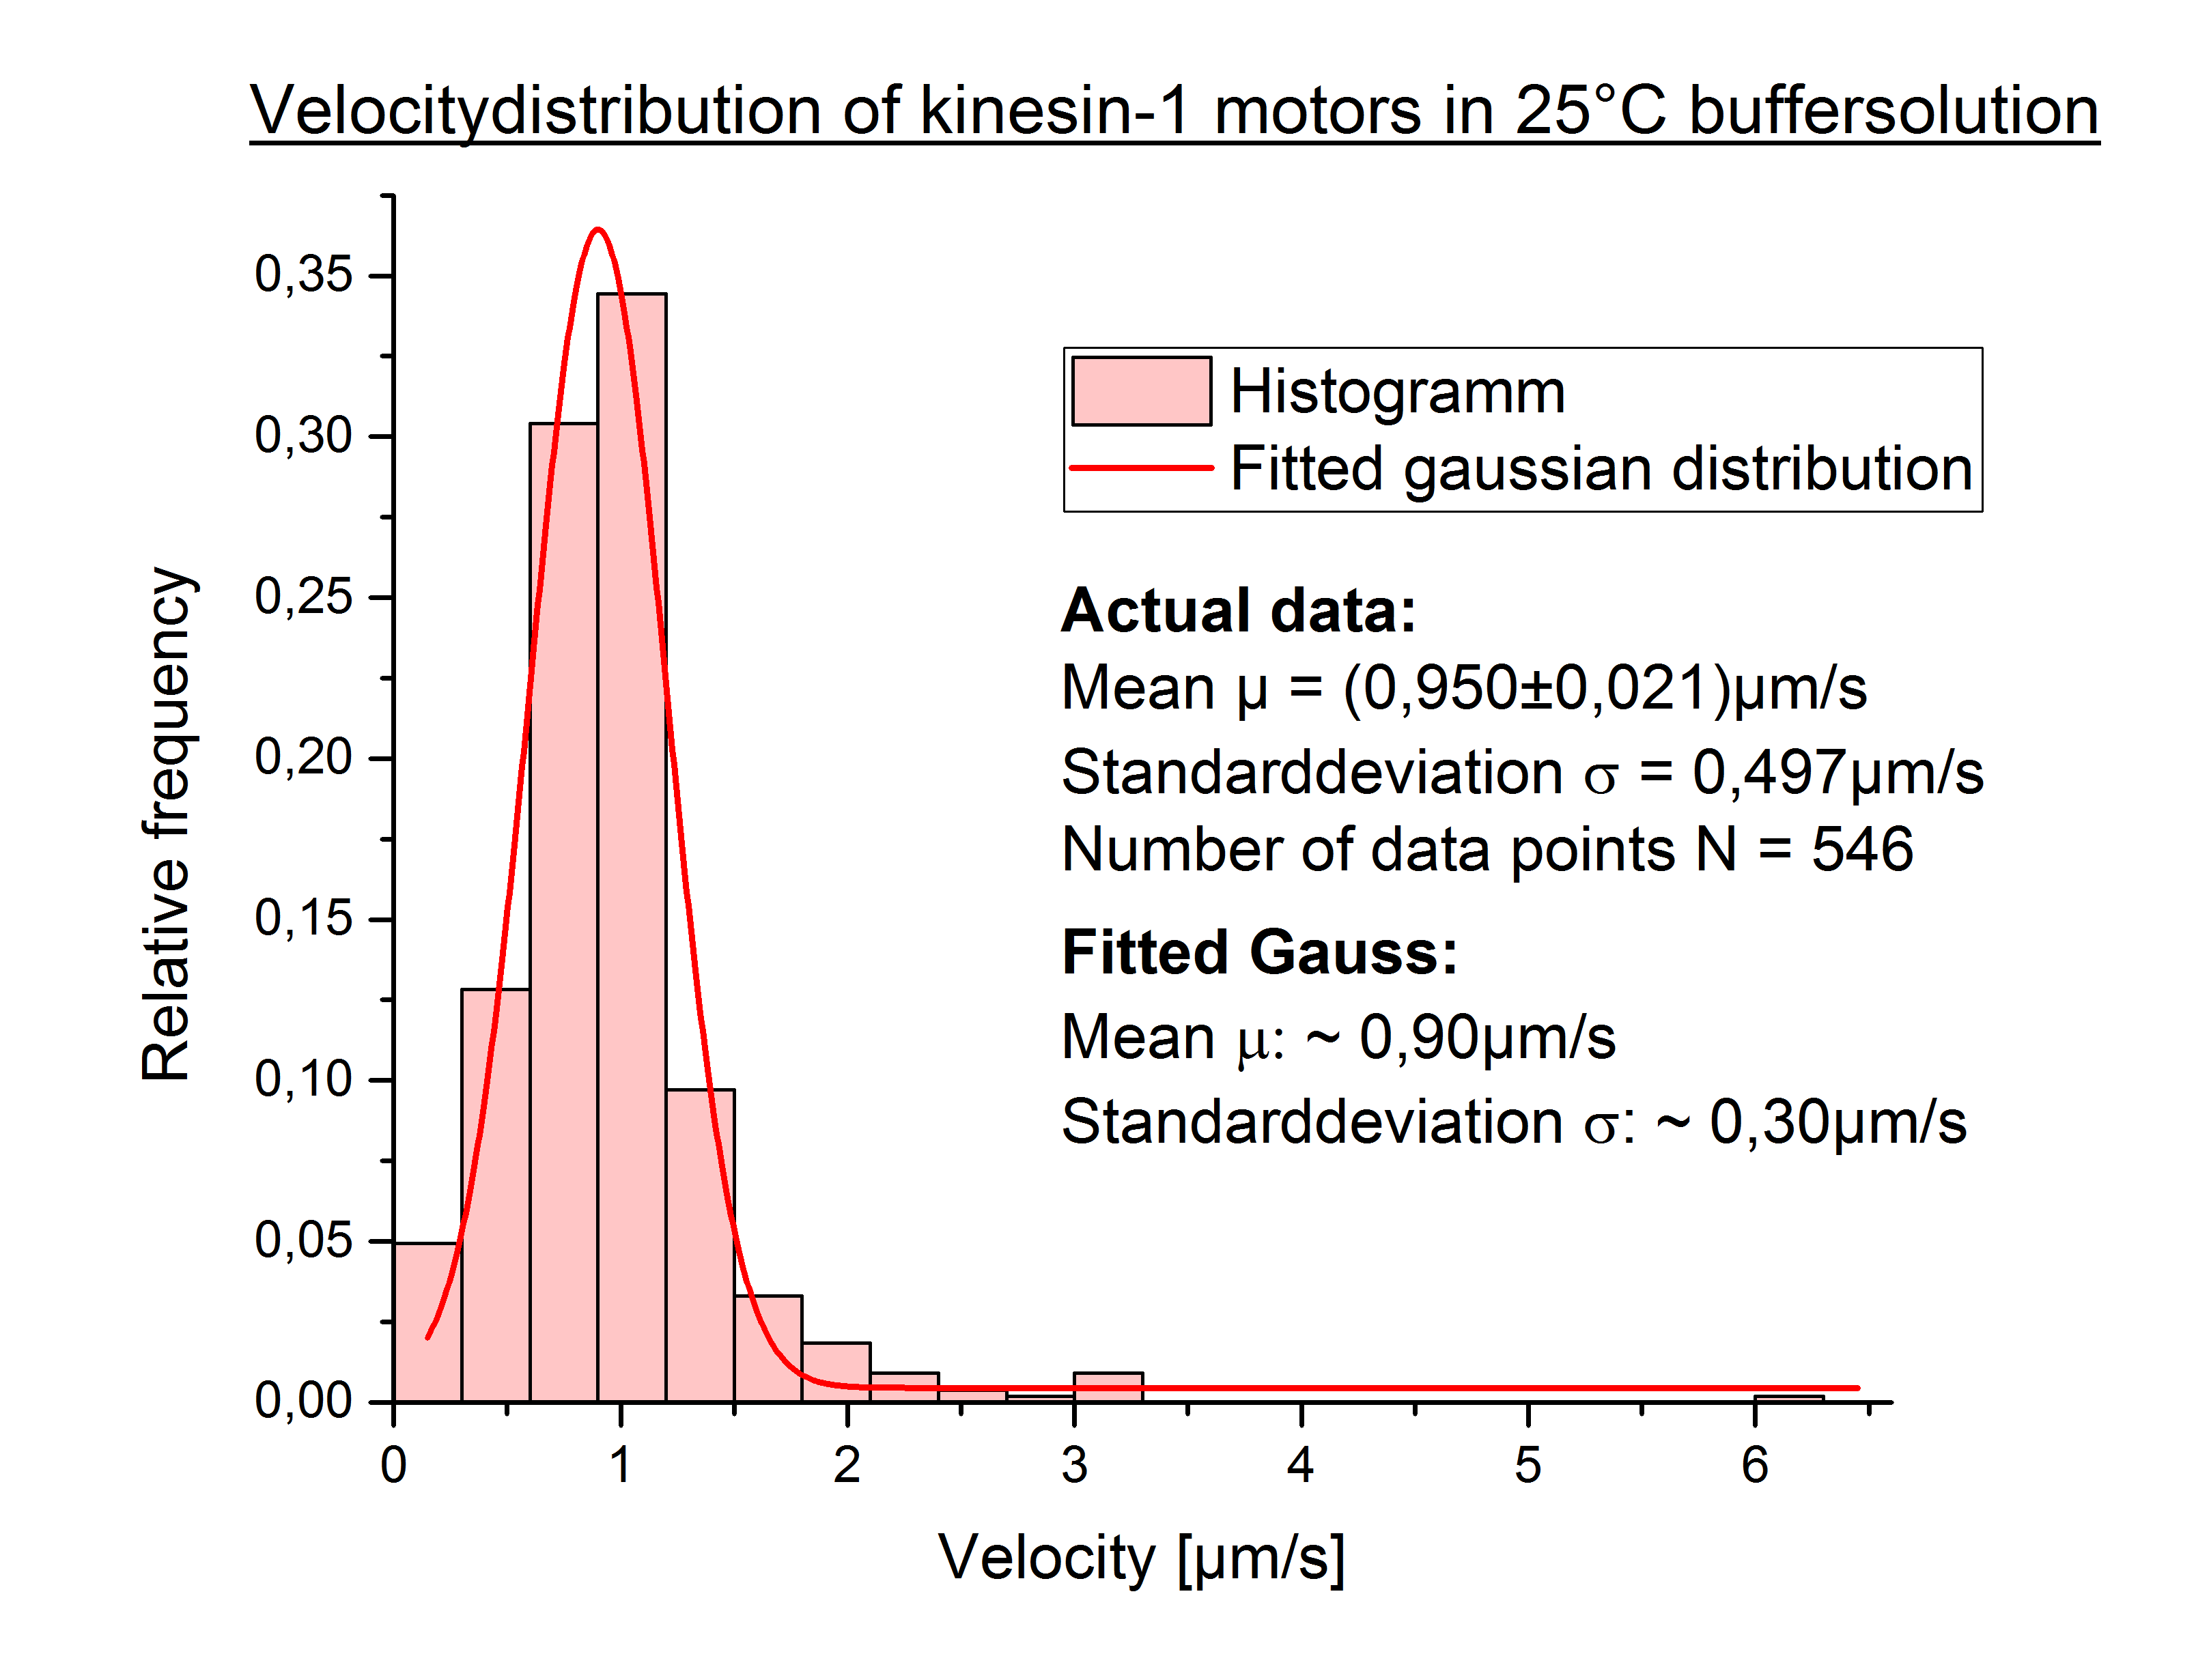 Velocitydistribution of kinesin-1 motors in 25°C buffersolution
0,35
0,30
0,25
0,20
0,15
0,10
0,05
0,00
Relative frequency
0 1 2 3 4 5 6
Velocity [µm/s]
Histogramm
Fitted gaussian distribution
Actual data:
Mean µ = (0,950±0,021)µm/s
Standarddeviation σ = 0,497µm/s
Number of data points N = 546
Fitted Gauss:
Mean μ: ~ 0,90µm/s
Standarddeviation σ: ~ 0,30µm/s